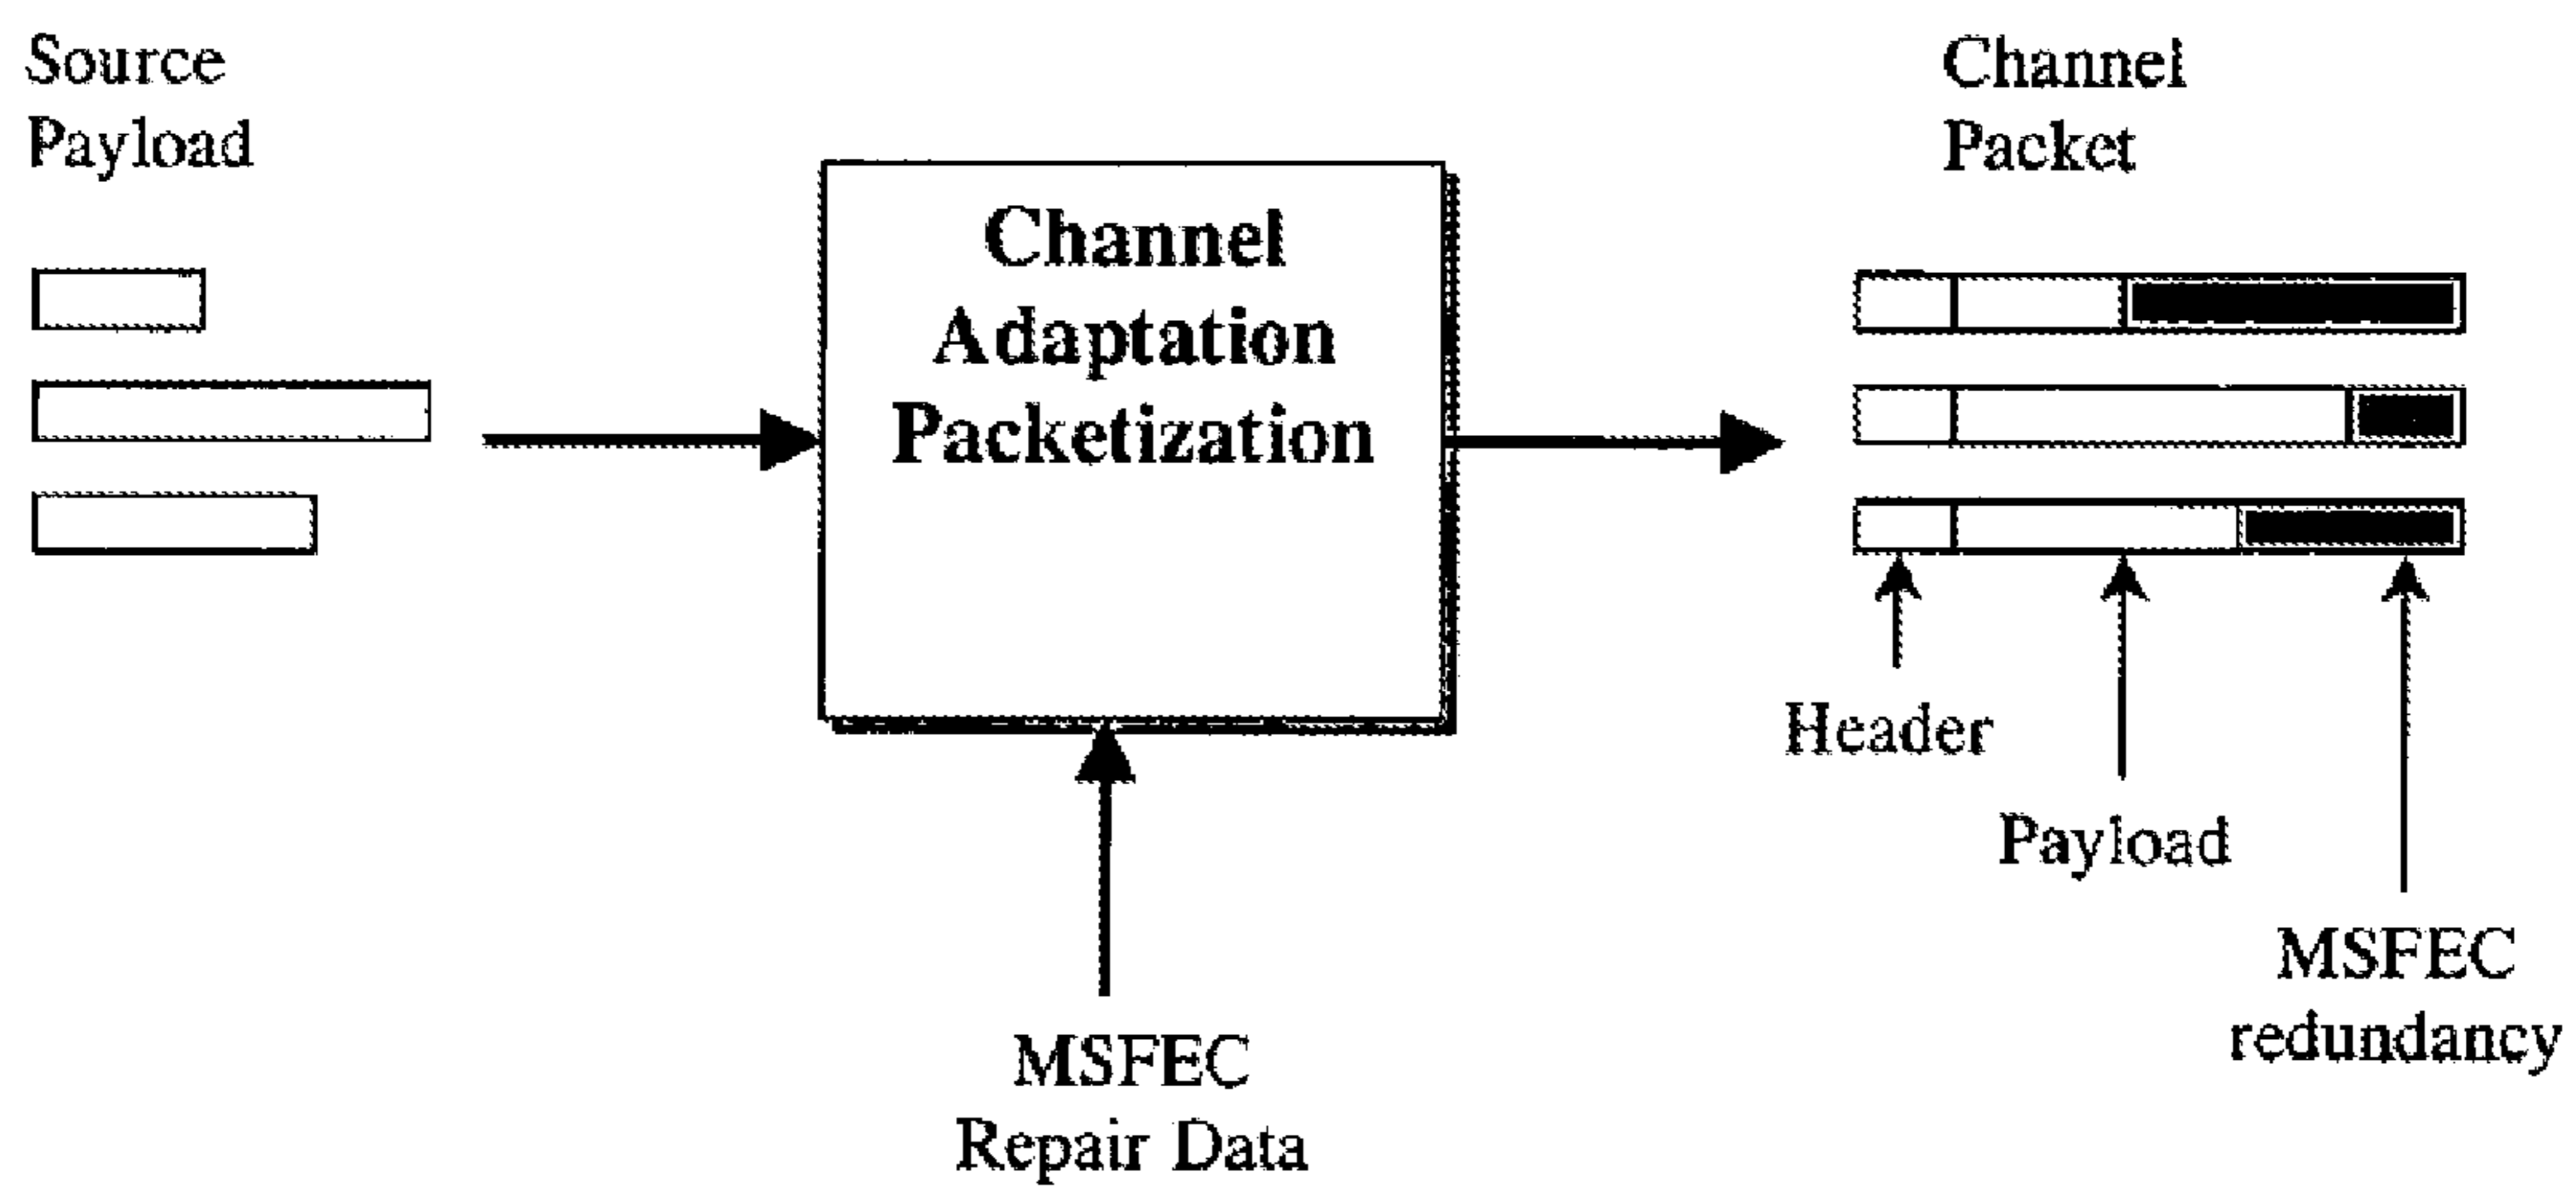 Source
Payload
Channel
Adaptation
Packetization
MSFEC
Repair Data
Channel
Packet
Header
Payload
MSFEC
redundancy